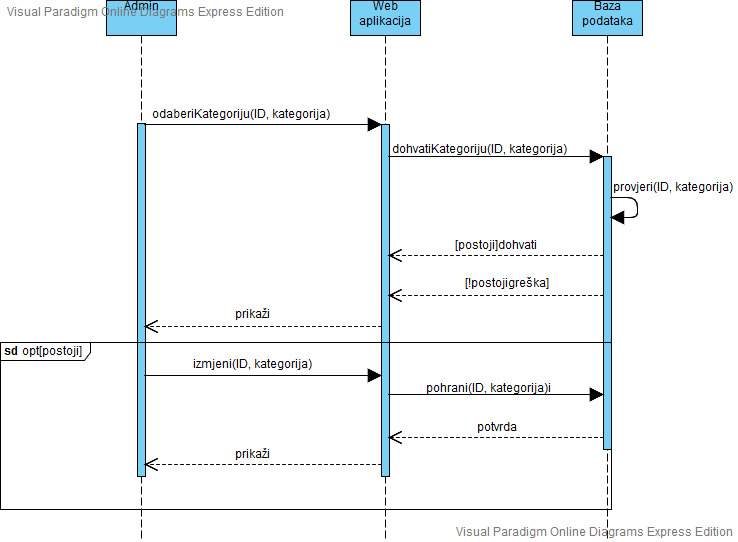 Visual Paradigm Online Diagrams Express Edition
Admin
Web
aplikacija
Baza
podataka
odaberiKategoriju(ID, kategorija)
dohvatiKategoriju(ID, kategorija)
provjeri(ID, kategorija)
[postoji]dohvati
[!postojigreška]
prikaži
sd opt[postoji]
izmjeni(ID, kategorija)
pohrani(ID, kategorija)i
potvrda
prikaži
Visual Paradigm Online Diagrams Express Edition